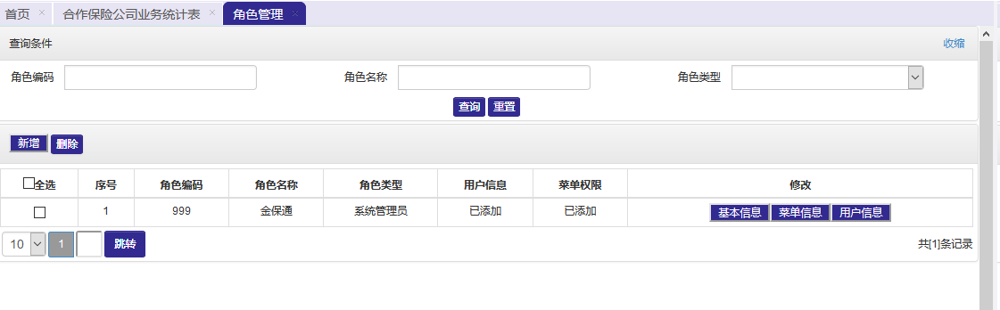 首页 × 合作保险公司业务统计表 × 角色管理 ×
查询条件 收缩
角色编码 角色名称 角色类型
查询 重置
新增 删除
全选 序号 角色编码 角色名称 角色类型 用户信息 菜单权限 修改
1 999 金保通 系统管理员 已添加 已添加 基本信息 菜单信息 用户信息
10 1 跳转 共[1]条记录